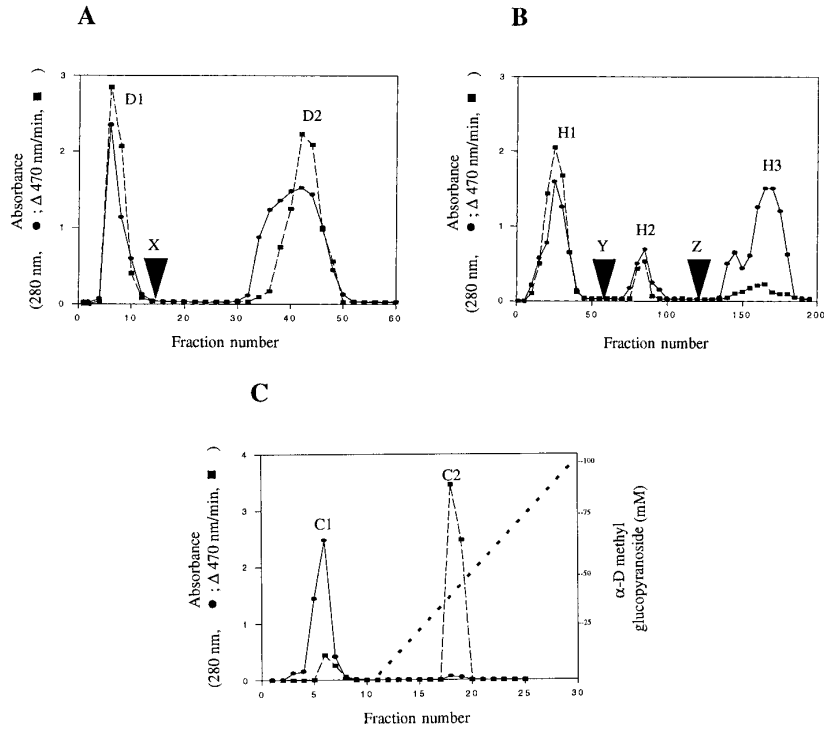 A
B
3
2
1
0
0
10
20
30
40
50
60
D1
D2
X
Absorbance
(280 nm, ●; Δ 470 nm/min, ■ )
Fraction number
3
2
1
0
0
50
100
150
200
H1
H2
H3
Y
Z
Absorbance
(280 nm, ●; Δ 470 nm/min, ■ )
Fraction number
C
4
3
2
1
0
0
5
10
15
20
25
30
C1
C2
100
75
50
25
Absorbance
(280 nm, ●; Δ 470 nm/min, ■ )
α-D methyl
glucopyranoside (mM)
Fraction number